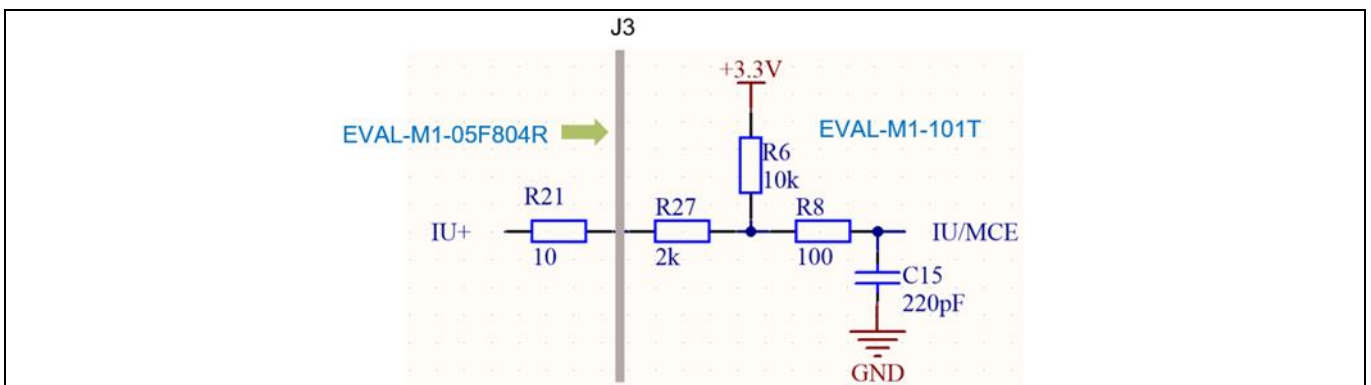 J3
+3.3V
EVAL-M1-05F804R
EVAL-M1-101T
R6
10k
R21
R27
R8
IU+
IU/MCE
10
2k
100
C15
220pF
GND